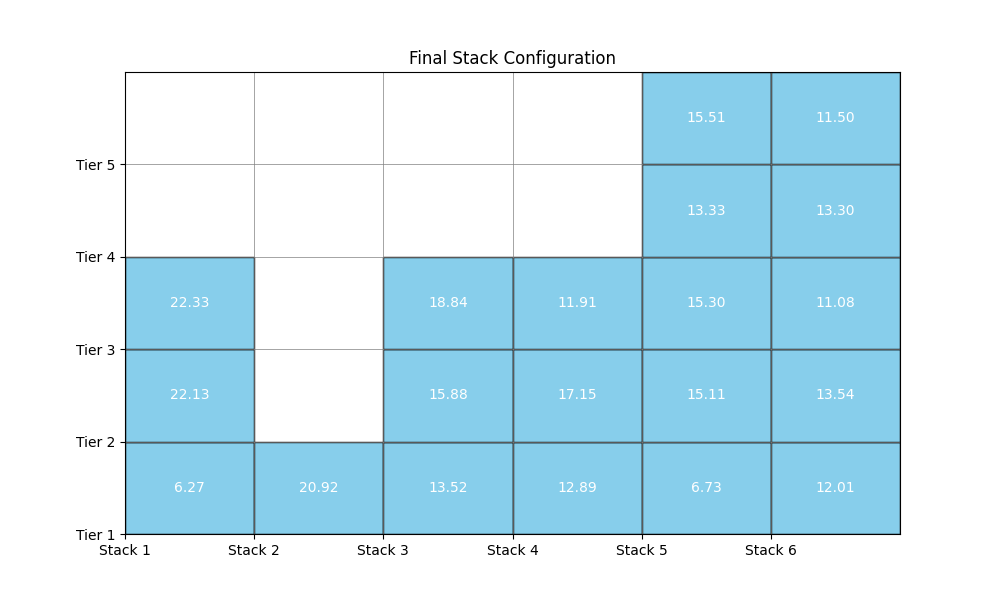 Final Stack Configuration
15.51 11.50
Tier 5
13.33 13.30
Tier 4
22.33 18.84 11.91 15.30 11.08
Tier 3
22.13 15.88 17.15 15.11 13.54
Tier 2
6.27 20.92 13.52 12.89 6.73 12.01
Tier 1
Stack 1 Stack 2 Stack 3 Stack 4 Stack 5 Stack 6